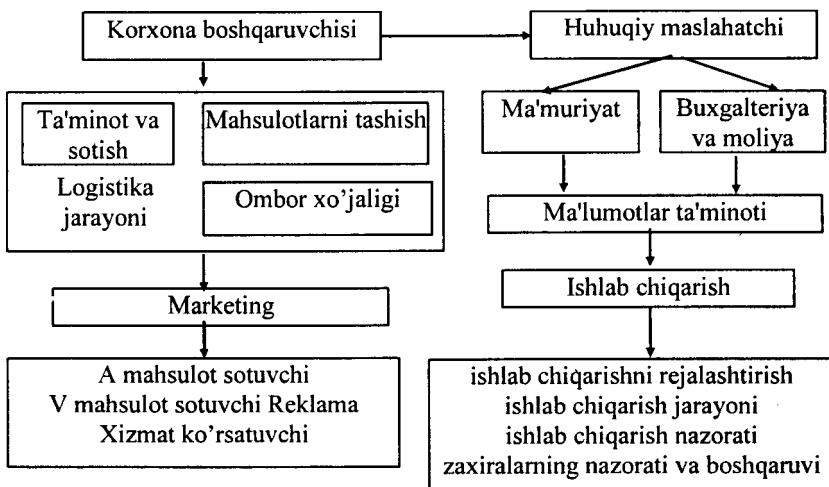 Korxona boshqaruvchisi
Huhuqiy maslahatchi
Ta'minot va
sotish
Mahsulotlarni tashish
Logistika
jarayoni
Ombor xo’jaligi
Ma'muriyat
Buxgalteriya
va moliya
Ma'lumotlar ta'minoti
Marketing
Ishlab chiqarish
A mahsulot sotuvchi
V mahsulot sotuvchi Reklama
Xizmat ko’rsatuvchi
ishlab chiqarishni rejalashtirish
ishlab chiqarish jarayoni
ishlab chiqarish nazorati
zaxiralarning nazorati va boshqaruvi